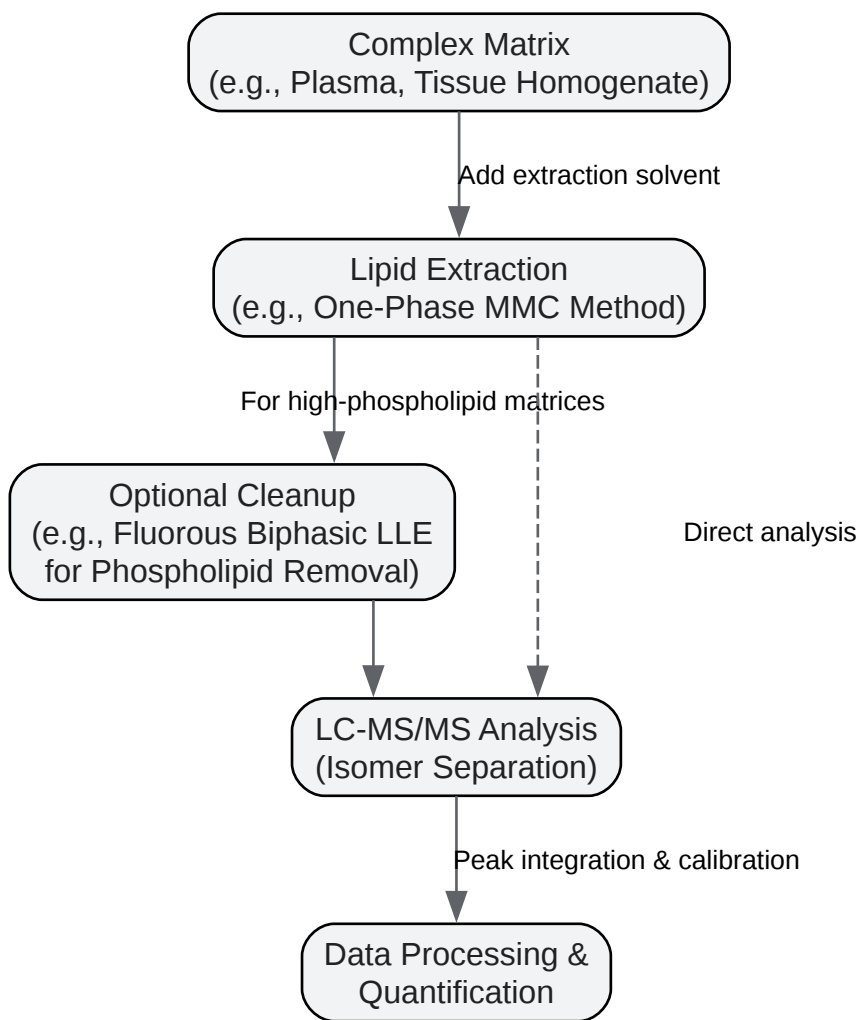 Complex Matrix
(e.g., Plasma, Tissue Homogenate)
Add extraction solvent
Lipid Extraction
(e.g., One-Phase MMC Method)
For high-phospholipid matrices
Optional Cleanup
(e.g., Fluorous Biphasic LLE
for Phospholipid Removal)
Direct analysis
LC-MS/MS Analysis
(Isomer Separation)
Peak integration & calibration
Data Processing &
Quantification